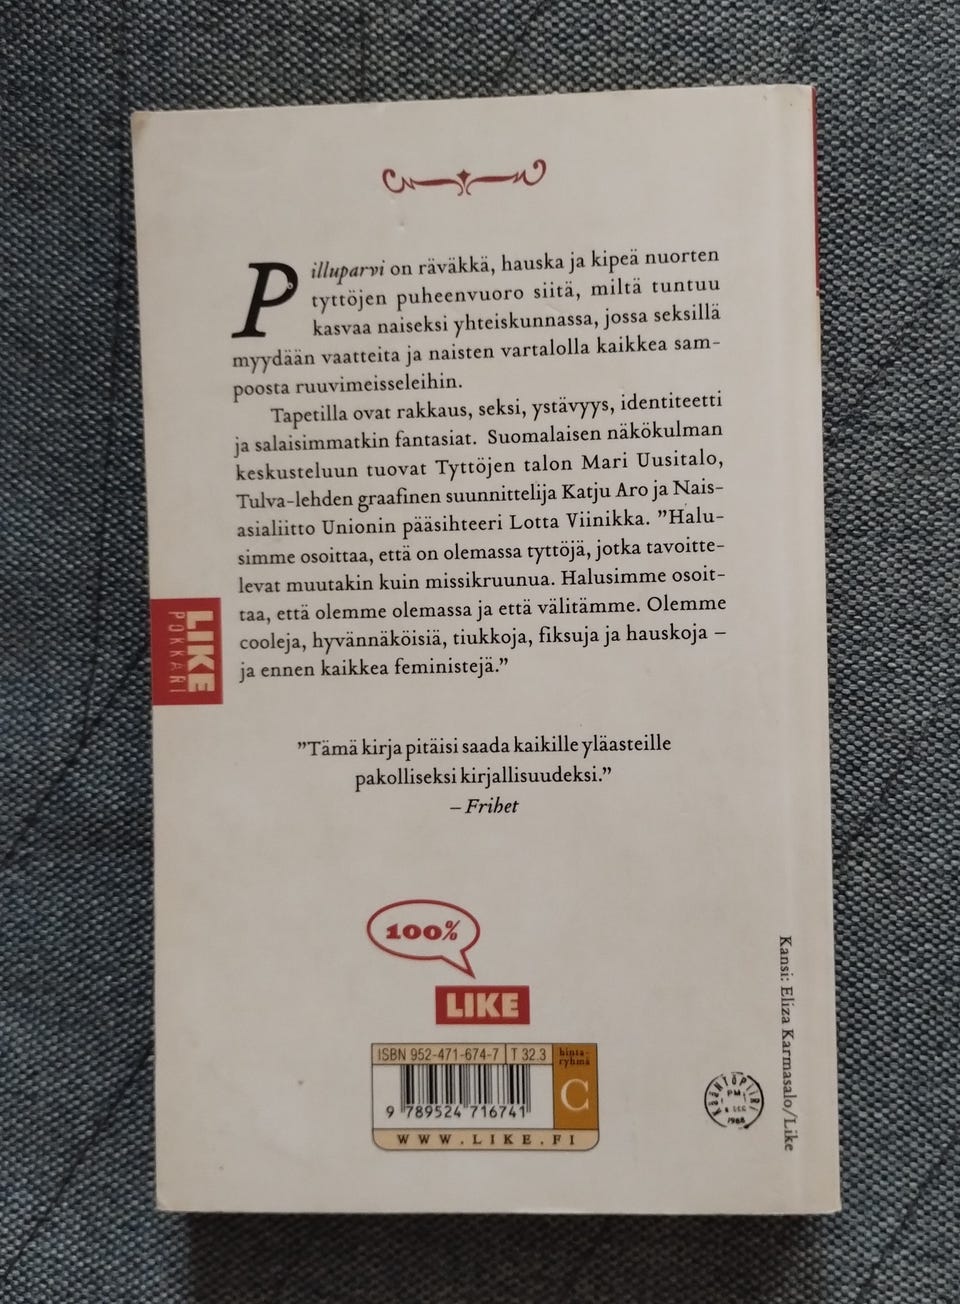 Pilluparvi on räväkkä, hauska ja kipeä nuorten
tyttöjen puheenvuoro siitä, miltä tuntuu
kasvaa naiseksi yhteiskunnassa, jossa seksillä
myydään vaatteita ja naisten vartalolla kaikkea sam-
poosta ruuvimeisseleihin.
Tapetilla ovat rakkaus, seksi, ystävyys, identiteetti
ja salaisimmatkin fantasiat. Suomalaisen näkökulman
keskusteluun tuovat Tyttöjen talon Mari Uusitalo,
Tulva-lehden graafinen suunnittelija Katju Aro ja Nais-
asialiitto Unionin pääsihteeri Lotta Viinikka. ”Halu-
simme osoittaa, että on olemassa tyttöjä, jotka tavoitte-
levat muutakin kuin missikruunua. Halusimme osoit-
taa, että olemme olemassa ja että välitämme. Olemme
cooleja, hyvännäköisiä, tiukkoja, fiksuja ja hauskoja –
ja ennen kaikkea feministejä.”
LIKE
POKKARI
”Tämä kirja pitäisi saada kaikille yläasteille
pakolliseksi kirjallisuudeksi.”
– Frihet
100%
LIKE
ISBN 952-471-674-7 T 32.3
hinta-
ryhmä
C
9 789524 716741
WWW.LIKE.FI
Kansi: Eliza Karmasalo/Like
1968